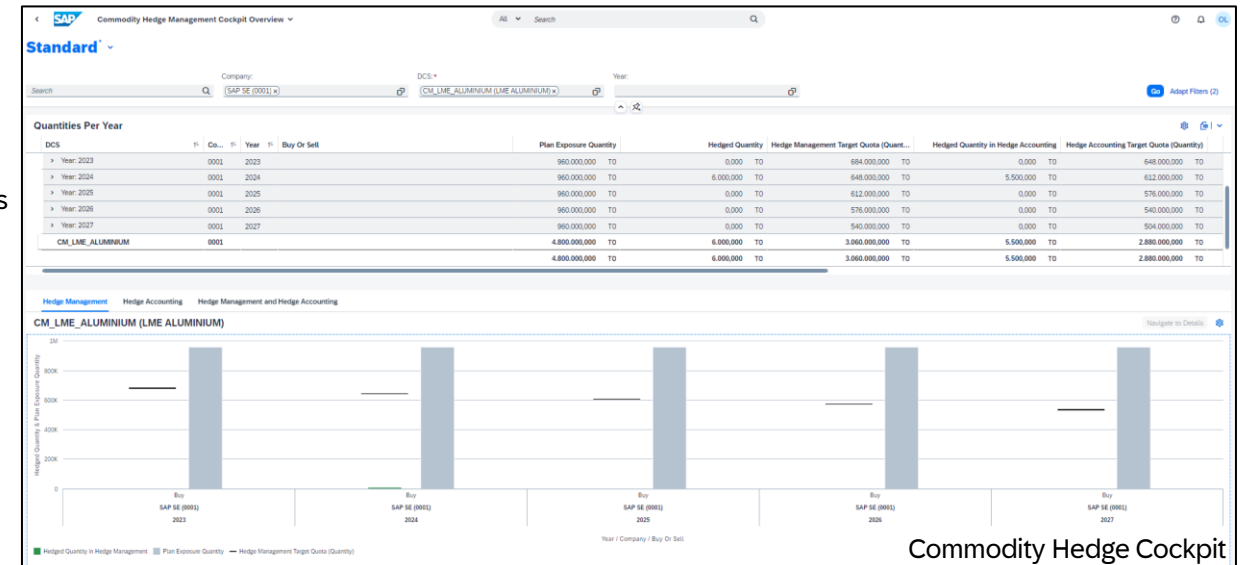 SAP Commodity Hedge Management Cockpit Overview All Search OL
Standard*
Company: DCS:* Year:
Search SAP SE (0001) CM_LME_ALUMINIUM (LME ALUMINIUM) Go Adapt Filters (2)
Quantities Per Year
DCS Co... Year Buy Or Sell Plan Exposure Quantity Hedged Quantity Hedge Management Target Quota (Quant... Hedged Quantity in Hedge Accounting Hedge Accounting Target Quota (Quantity)
Year: 2023 0001 2023 960.000,000 TO 0,000 TO 684.000,000 TO 0,000 TO 648.000,000 TO
Year: 2024 0001 2024 960.000,000 TO 6.000,000 TO 648.000,000 TO 5.500,000 TO 612.000,000 TO
Year: 2025 0001 2025 960.000,000 TO 0,000 TO 612.000,000 TO 0,000 TO 576.000,000 TO
Year: 2026 0001 2026 960.000,000 TO 0,000 TO 576.000,000 TO 0,000 TO 540.000,000 TO
Year: 2027 0001 2027 960.000,000 TO 0,000 TO 540.000,000 TO 0,000 TO 504.000,000 TO
CM_LME_ALUMINIUM 0001 4.800.000,000 TO 6.000,000 TO 3.060.000,000 TO 5.500,000 TO 2.880.000,000 TO
4.800.000,000 TO 6.000,000 TO 3.060.000,000 TO 5.500,000 TO 2.880.000,000 TO
s
Hedge Management Hedge Accounting Hedge Management and Hedge Accounting
CM_LME_ALUMINIUM (LME ALUMINIUM) Navigate to Details
Hedged Quantity & Plan Exposure Quantity
1M
800K
600K
400K
200K
0
Buy Buy Buy Buy Buy
SAP SE (0001) SAP SE (0001) SAP SE (0001) SAP SE (0001) SAP SE (0001)
2023 2024 2025 2026 2027
Year / Company / Buy Or Sell
Hedged Quantity in Hedge Management Plan Exposure Quantity Hedge Management Target Quota (Quantity)
Commodity Hedge Cockpit